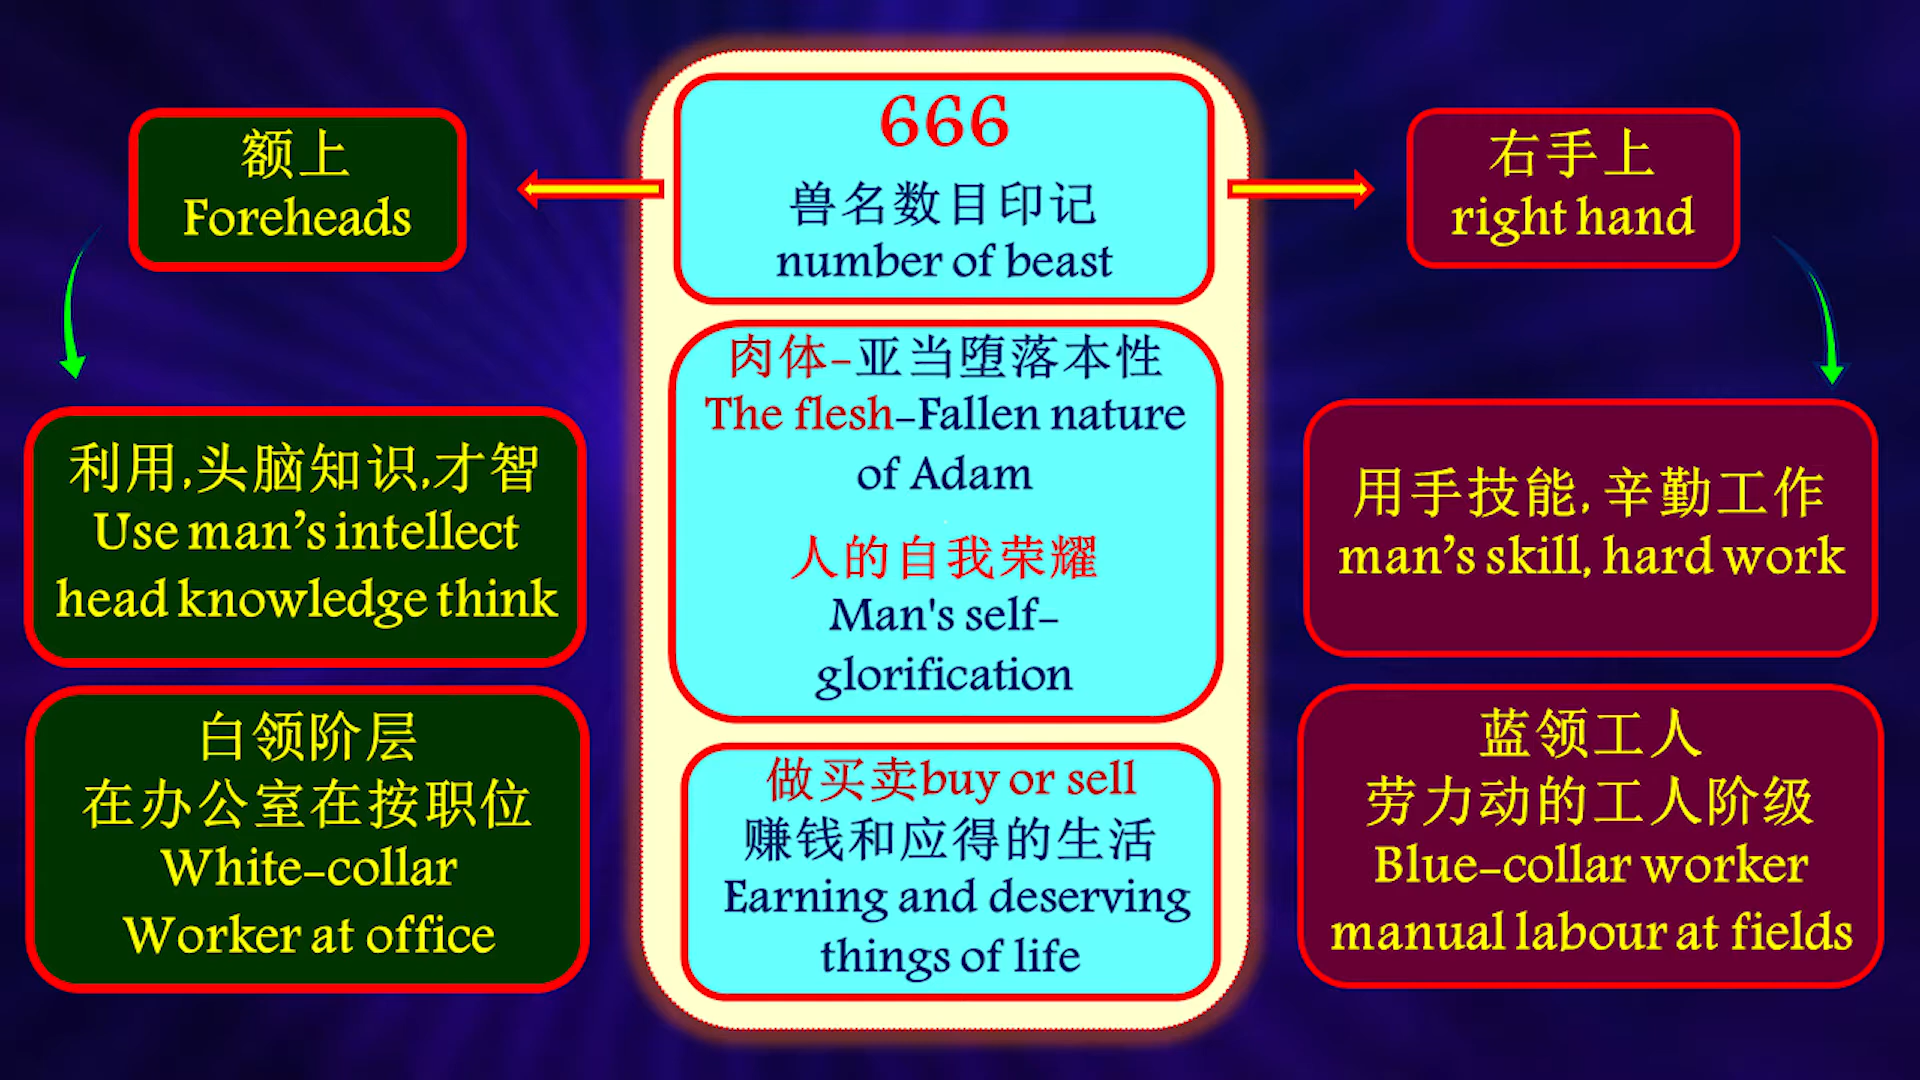 额上
Foreheads
利用,头脑知识,才智
Use man's intellect
head knowledge think
白领阶层
在办公室在按职位
White-collar
Worker at office
666
兽名数目印记
number of beast
肉体-亚当堕落本性
The flesh-Fallen nature
of Adam
人的自我荣耀
Man's self-
glorification
做买卖buy or sell
赚钱和应得的生活
Earning and deserving
things of life
右手上
right hand
用手技能, 辛勤工作
man's skill, hard work
蓝领工人
劳力动的工人阶级
Blue-collar worker
manual labour at fields